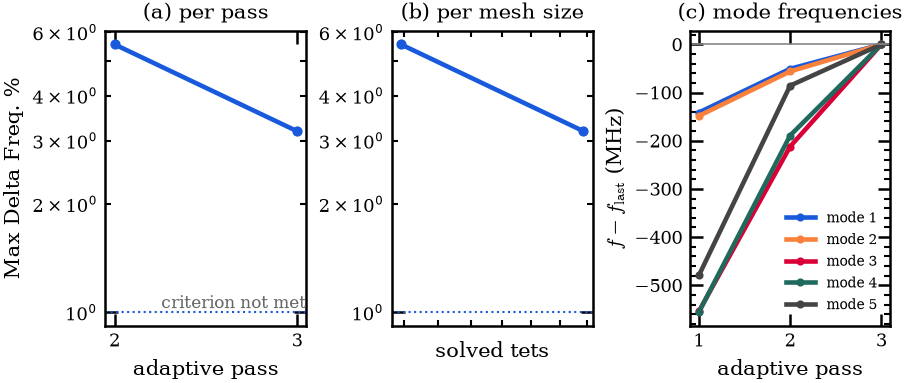 (a) per pass
(b) per mesh size
(c) mode frequencies
Max Delta Freq. %
6 × 10⁰
4 × 10⁰
3 × 10⁰
2 × 10⁰
10⁰
criterion not met
2
3
adaptive pass
6 × 10⁰
4 × 10⁰
3 × 10⁰
2 × 10⁰
10⁰
solved tets
f − f_last (MHz)
0
−100
−200
−300
−400
−500
mode 1
mode 2
mode 3
mode 4
mode 5
1
2
3
adaptive pass